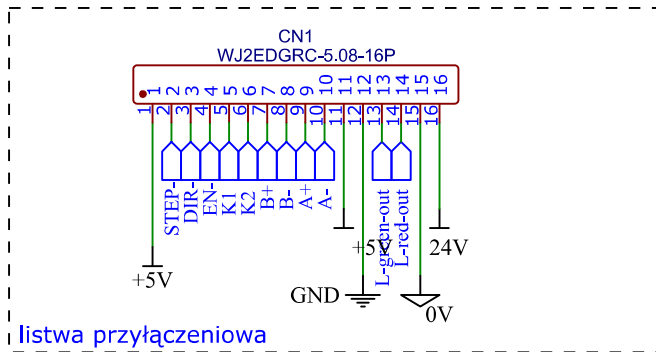 CN1
WJ2EDGRC-5.08-16P
1 2 3 4 5 6 7 8 9 10 11 12 13 14 15 16
1 2 3 4 5 6 7 8 9 10 11 12 13 14 15 16
STEP-
DIR-
EN-
K1
K2
B+
B-
A+
A-
L-green-out
L-red-out
+5V
24V
+5V
GND
0V
listwa przyłączeniowa